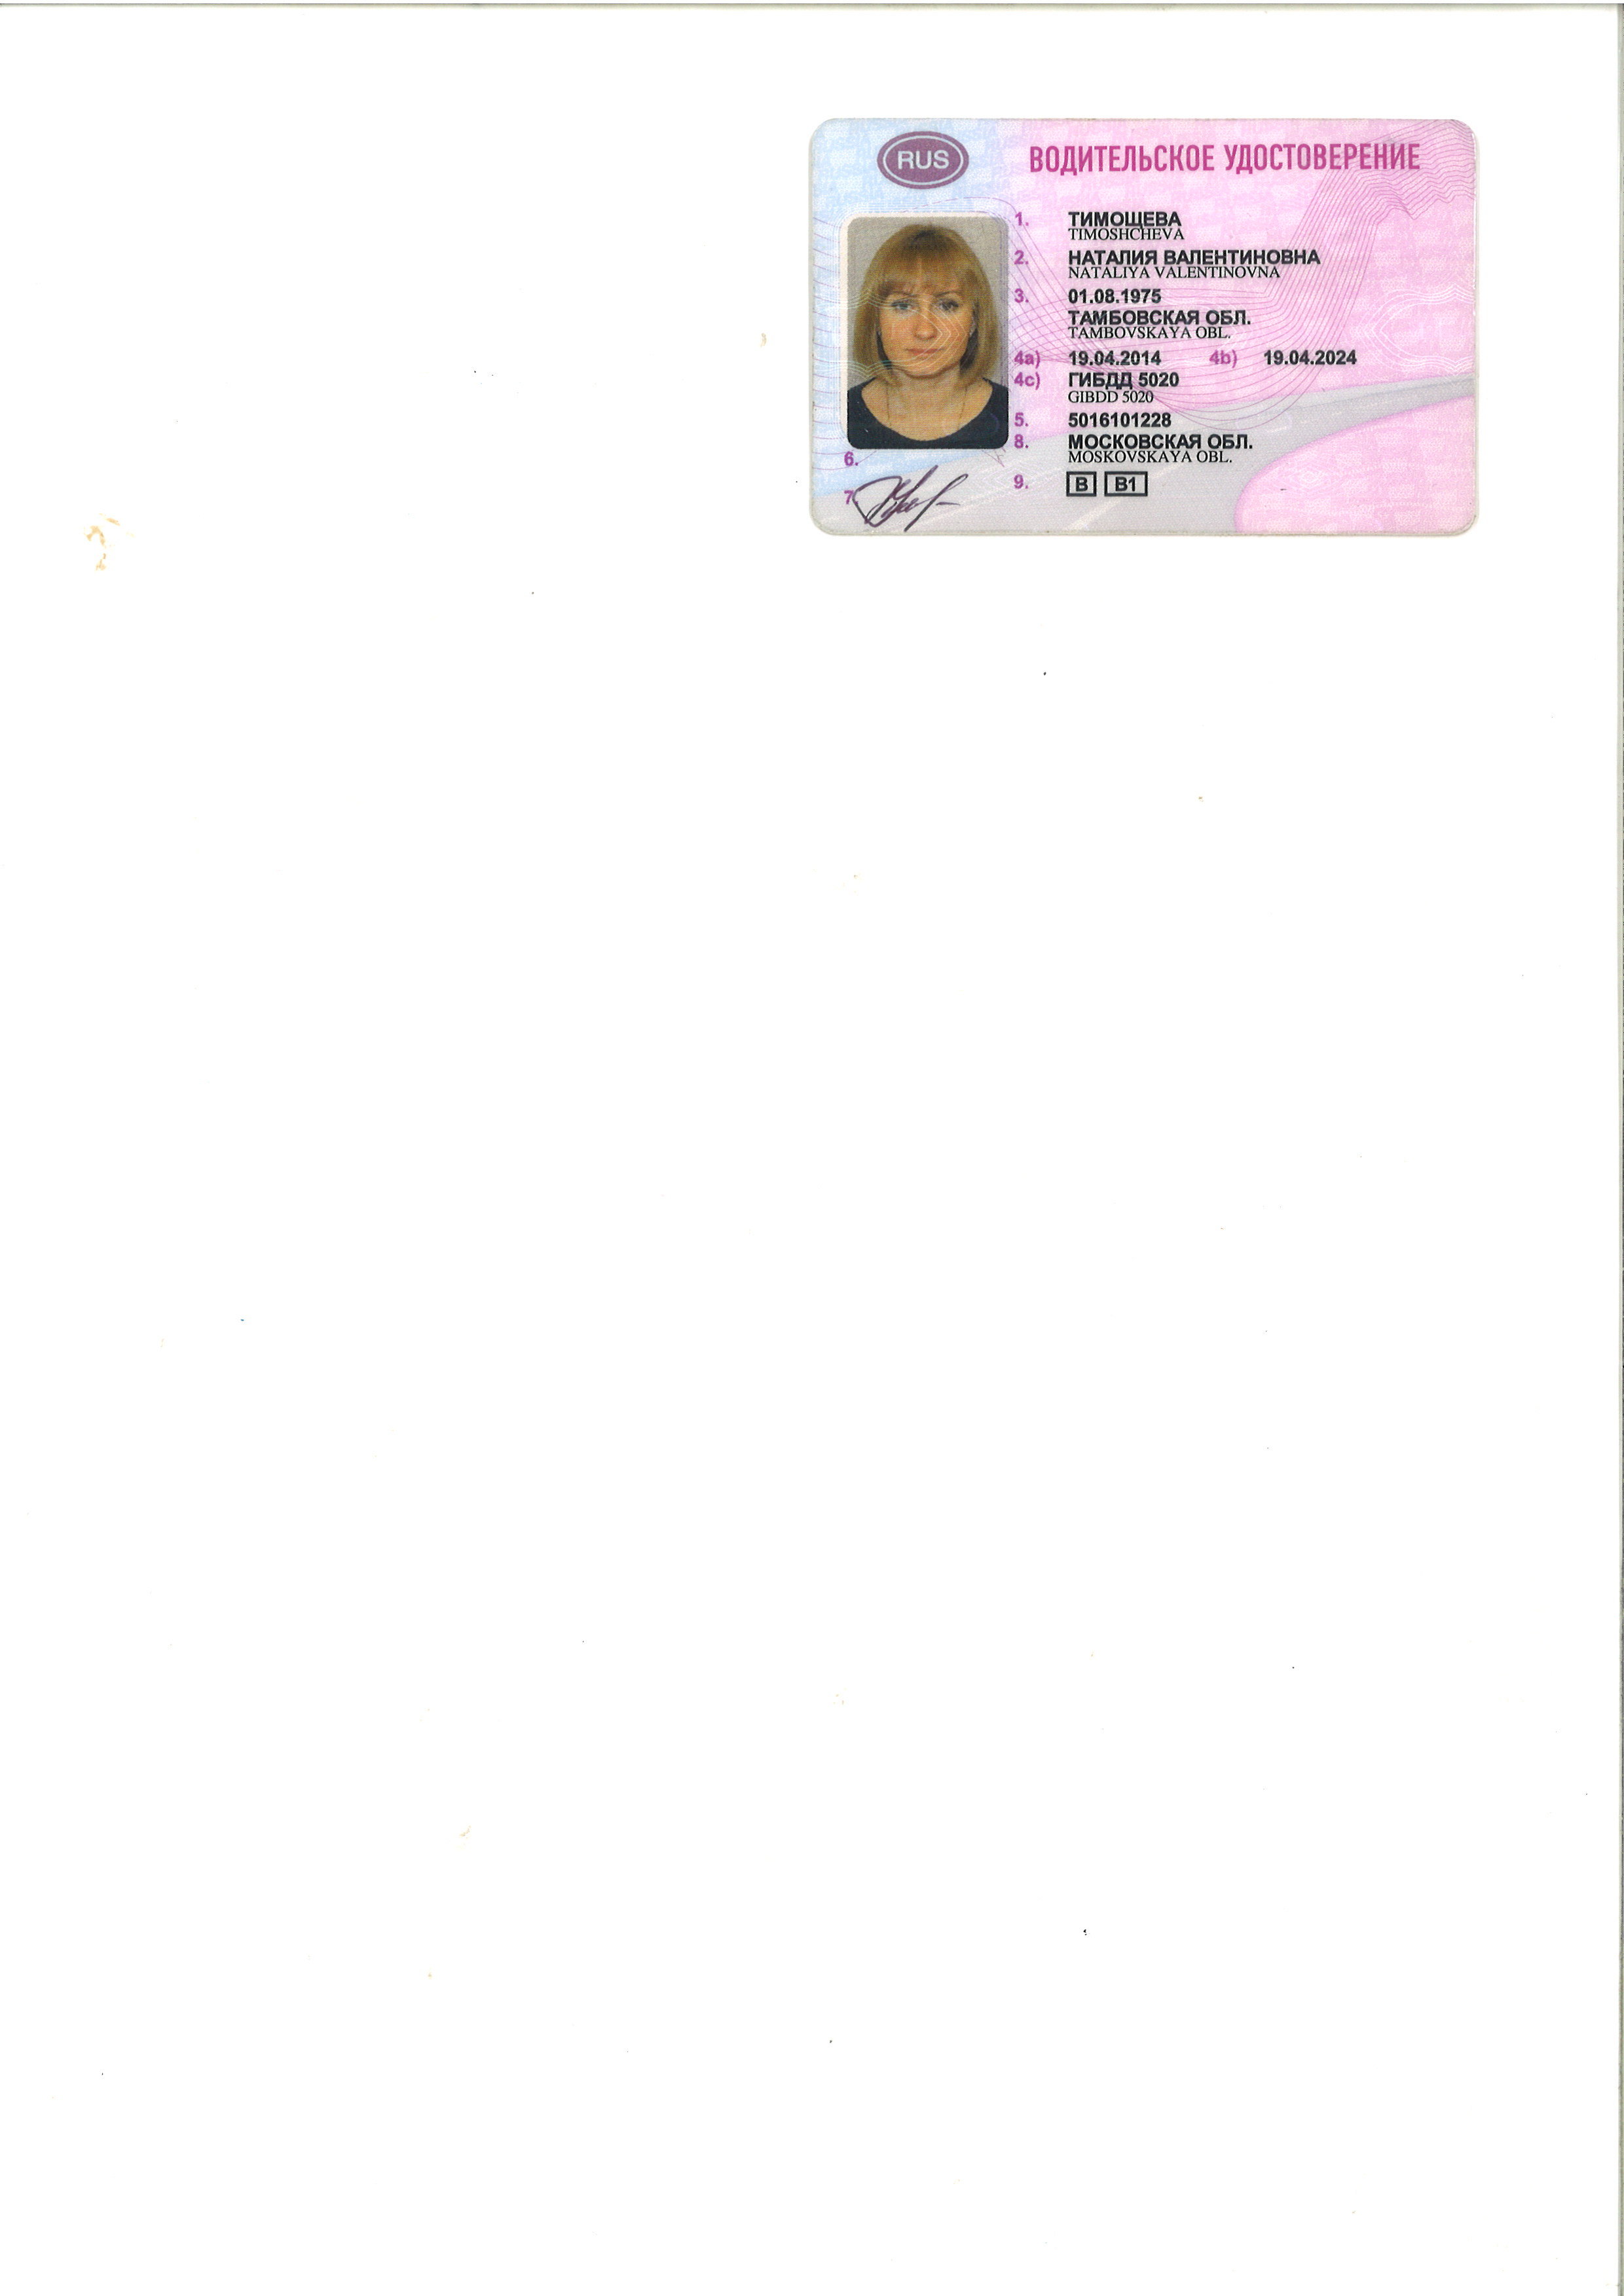 RUS
ВОДИТЕЛЬСКОЕ УДОСТОВЕРЕНИЕ
1. ТИМОЩЕВА
TIMOSHCHEVA
2. НАТАЛИЯ ВАЛЕНТИНОВНА
NATALIYA VALENTINOVNA
3. 01.08.1975
ТАМБОВСКАЯ ОБЛ.
TAMBOVSKAYA OBL.
4a) 19.04.2014 4b) 19.04.2024
4c) ГИБДД 5020
GIBDD 5020
5. 5016101228
8. МОСКОВСКАЯ ОБЛ.
MOSKOVSKAYA OBL.
6.
7.
9. B B1